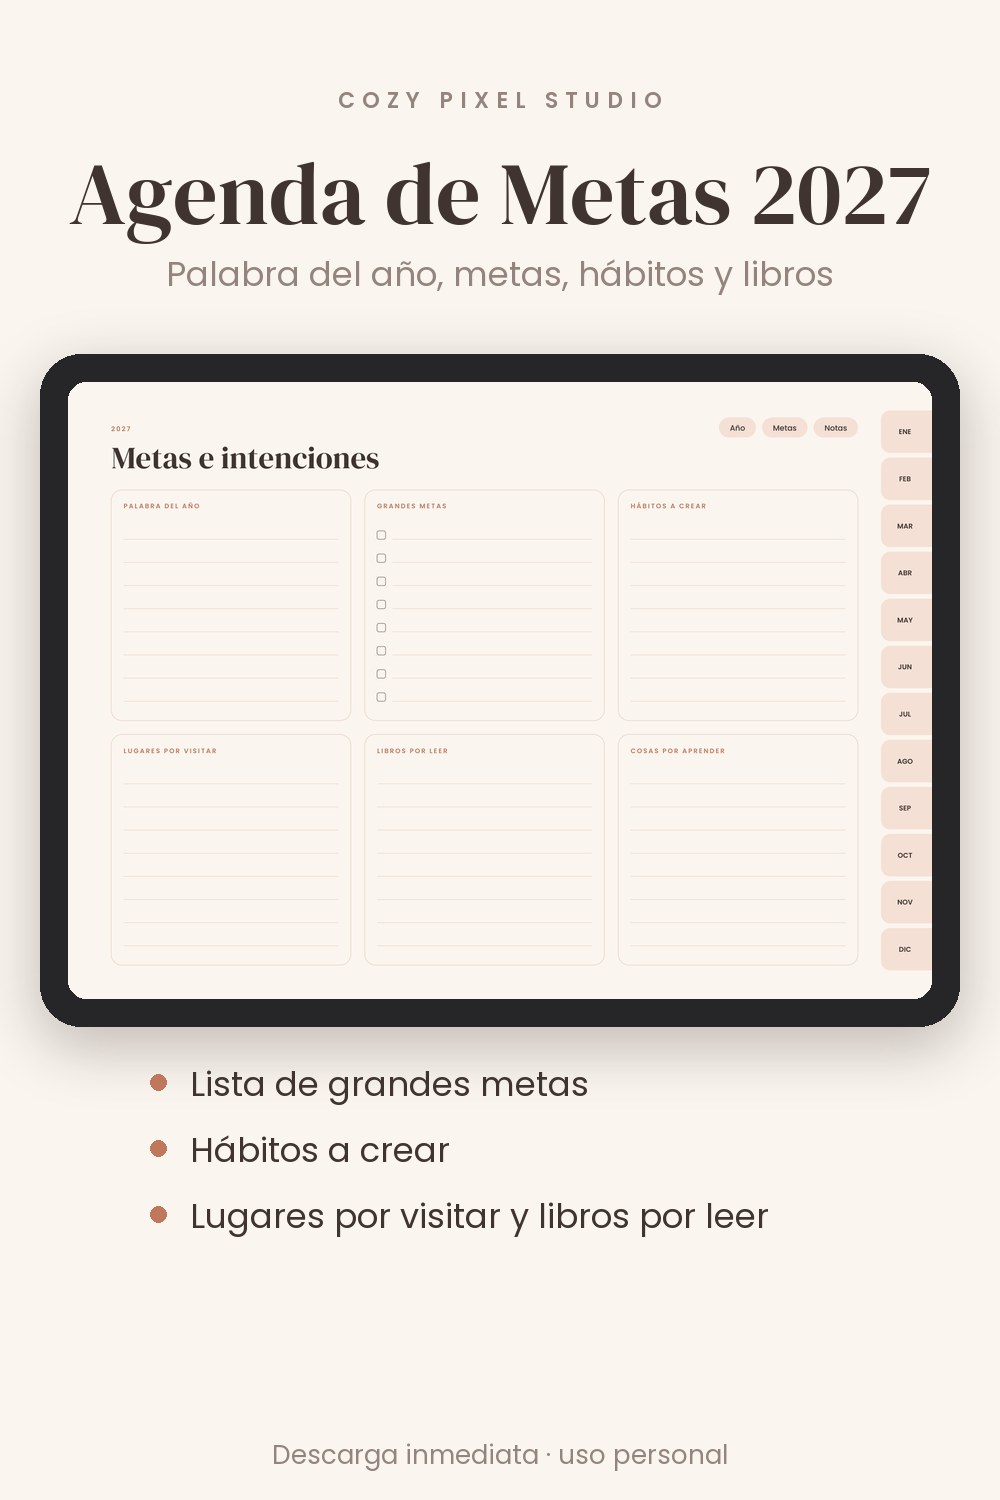 COZY PIXEL STUDIO
Agenda de Metas 2027
Palabra del año, metas, hábitos y libros
2027
Año
Metas
Notas
Metas e intenciones
PALABRA DEL AÑO
GRANDES METAS
HÁBITOS A CREAR
LUGARES POR VISITAR
LIBROS POR LEER
COSAS POR APRENDER
ENE
FEB
MAR
ABR
MAY
JUN
JUL
AGO
SEP
OCT
NOV
DIC
Lista de grandes metas
Hábitos a crear
Lugares por visitar y libros por leer
Descarga inmediata · uso personal